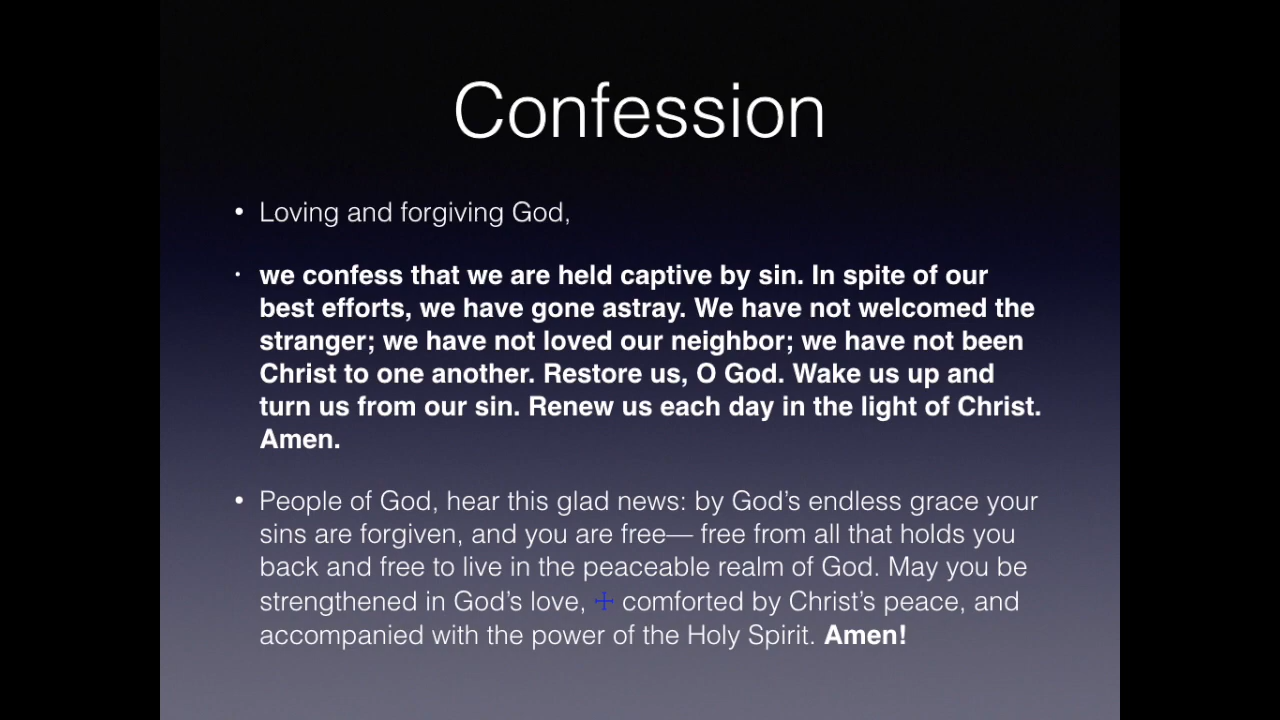 Confession
• Loving and forgiving God,
• we confess that we are held captive by sin. In spite of our
best efforts, we have gone astray. We have not welcomed the
stranger; we have not loved our neighbor; we have not been
Christ to one another. Restore us, O God. Wake us up and
turn us from our sin. Renew us each day in the light of Christ.
Amen.
• People of God, hear this glad news: by God’s endless grace your
sins are forgiven, and you are free— free from all that holds you
back and free to live in the peaceable realm of God. May you be
strengthened in God’s love, ☩ comforted by Christ’s peace, and
accompanied with the power of the Holy Spirit. Amen!